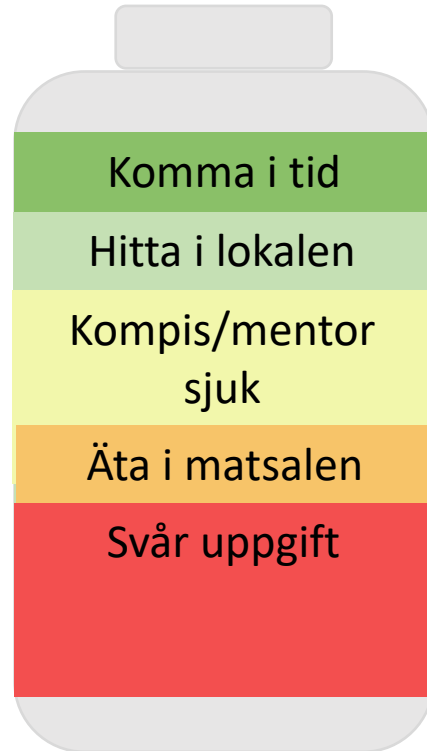 Komma i tid
Hitta i lokalen
Kompis/mentor
sjuk
Äta i matsalen
Svår uppgift